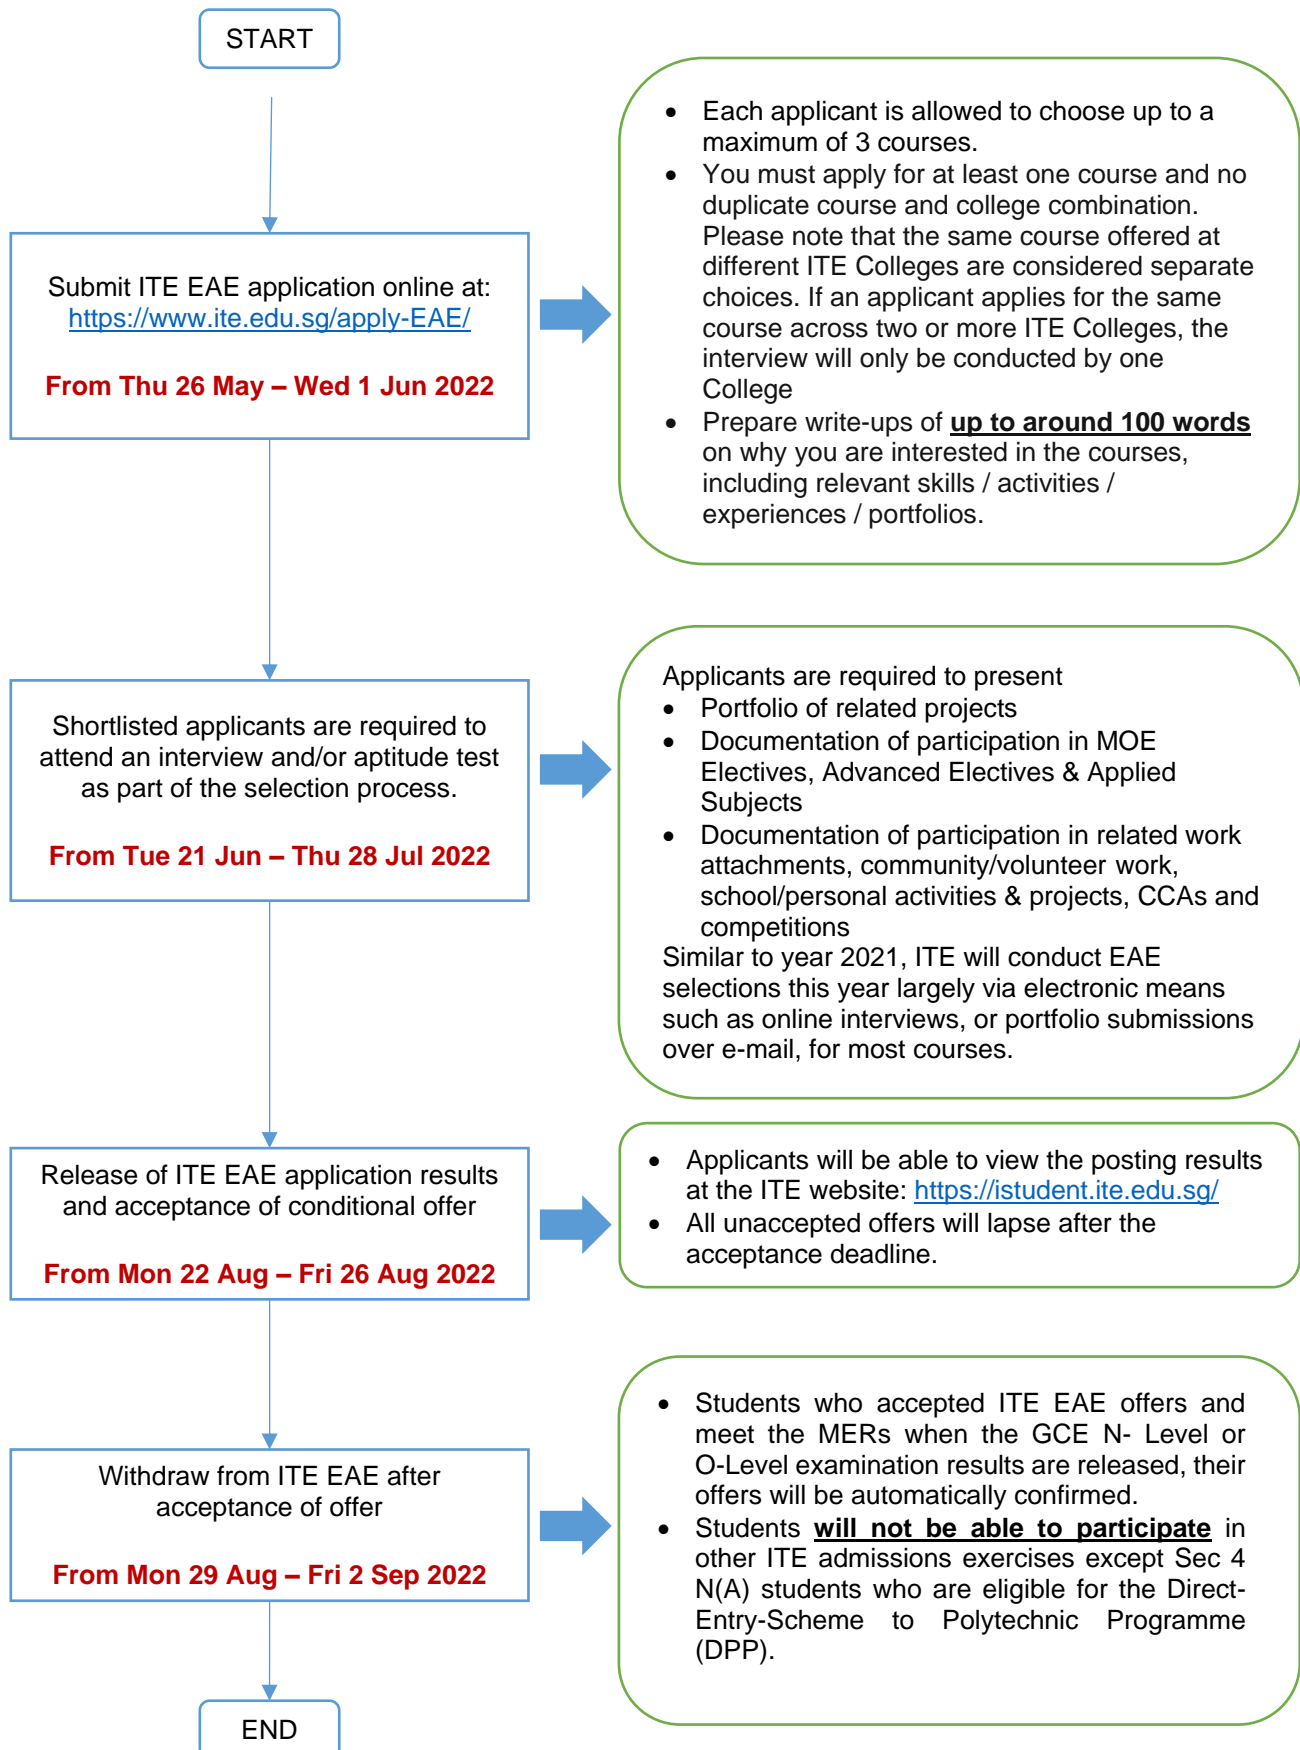 START
Submit ITE EAE application online at:
https://www.ite.edu.sg/apply-EAE/
From Thu 26 May – Wed 1 Jun 2022
• Each applicant is allowed to choose up to a
maximum of 3 courses.
• You must apply for at least one course and no
duplicate course and college combination.
Please note that the same course offered at
different ITE Colleges are considered separate
choices. If an applicant applies for the same
course across two or more ITE Colleges, the
interview will only be conducted by one
College
• Prepare write-ups of up to around 100 words
on why you are interested in the courses,
including relevant skills / activities /
experiences / portfolios.
Shortlisted applicants are required to
attend an interview and/or aptitude test
as part of the selection process.
From Tue 21 Jun – Thu 28 Jul 2022
Applicants are required to present
• Portfolio of related projects
• Documentation of participation in MOE
Electives, Advanced Electives & Applied
Subjects
• Documentation of participation in related work
attachments, community/volunteer work,
school/personal activities & projects, CCAs and
competitions
Similar to year 2021, ITE will conduct EAE
selections this year largely via electronic means
such as online interviews, or portfolio submissions
over e-mail, for most courses.
Release of ITE EAE application results
and acceptance of conditional offer
From Mon 22 Aug – Fri 26 Aug 2022
• Applicants will be able to view the posting results
at the ITE website: https://istudent.ite.edu.sg/
• All unaccepted offers will lapse after the
acceptance deadline.
Withdraw from ITE EAE after
acceptance of offer
From Mon 29 Aug – Fri 2 Sep 2022
• Students who accepted ITE EAE offers and
meet the MERs when the GCE N- Level or
O-Level examination results are released, their
offers will be automatically confirmed.
• Students will not be able to participate in
other ITE admissions exercises except Sec 4
N(A) students who are eligible for the Direct-
Entry-Scheme to Polytechnic Programme
(DPP).
END